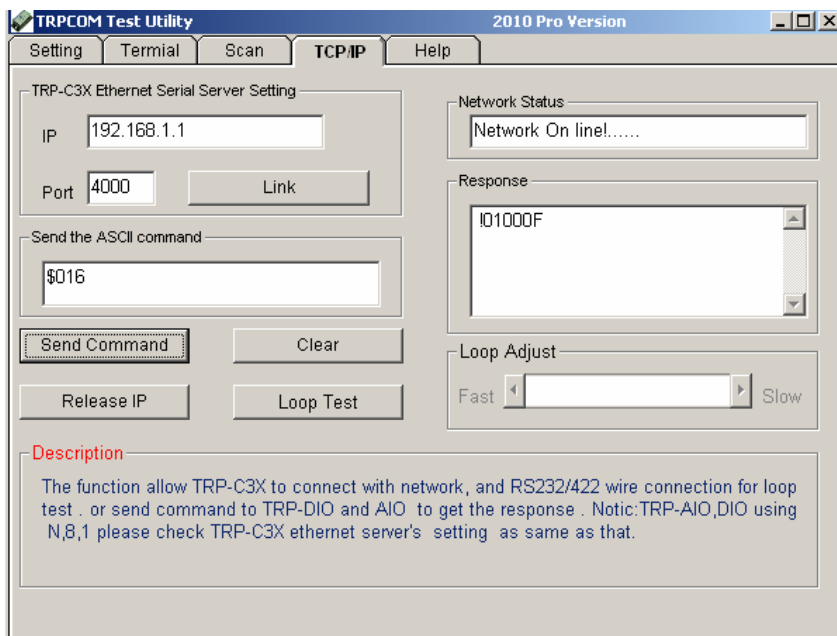 TRPCOM Test Utility 2010 Pro Version
Setting Termial Scan TCP/IP Help
TRP-C3X Ethernet Serial Server Setting
IP 192.168.1.1
Port 4000 Link
Network Status
Network On line!......
Response
!01000F
Send the ASCII command
$016
Send Command Clear
Release IP Loop Test
Loop Adjust
Fast Slow
Description
The function allow TRP-C3X to connect with network, and RS232/422 wire connection for loop
test . or send command to TRP-DIO and AIO to get the response . Notic:TRP-AIO,DIO using
N,8,1 please check TRP-C3X ethernet server's setting as same as that.